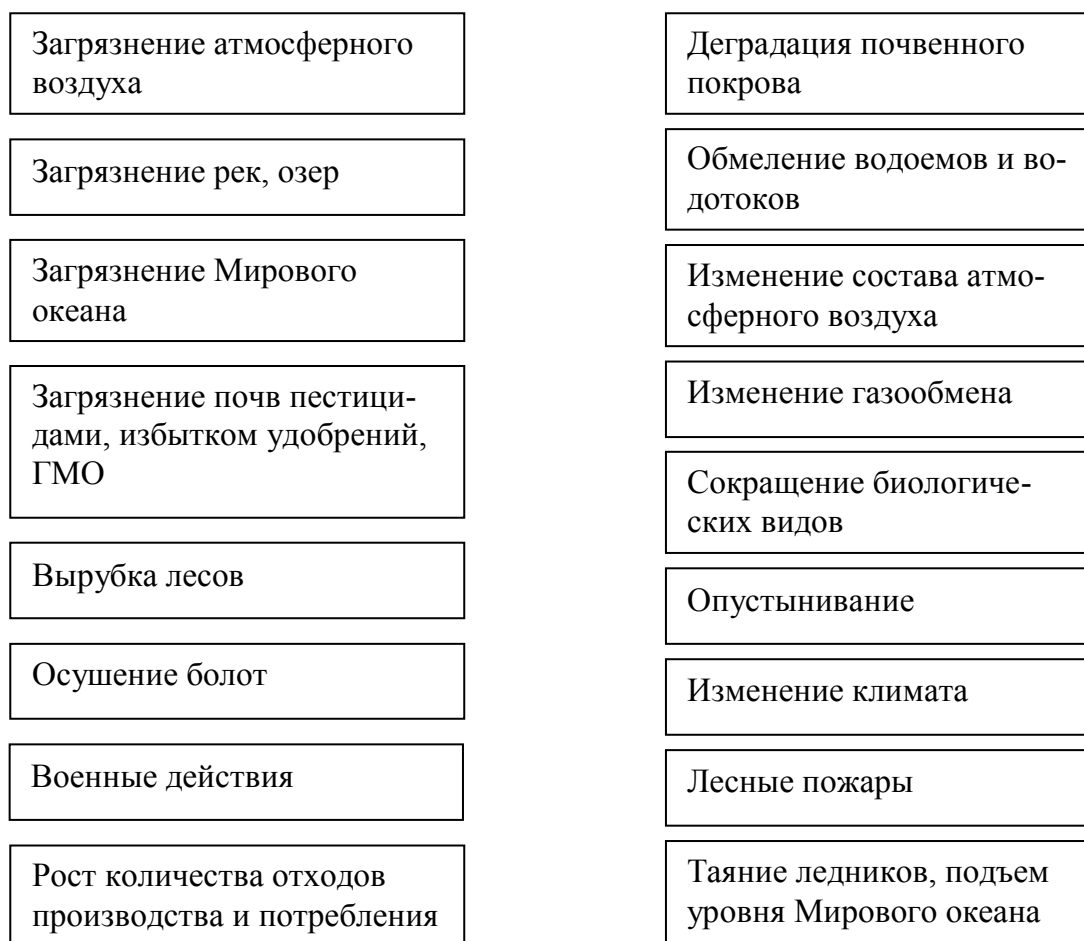 Загрязнение атмосферного
воздуха
Загрязнение рек, озер
Загрязнение Мирового
океана
Загрязнение почв пестици-
дами, избытком удобрений,
ГМО
Вырубка лесов
Осушение болот
Военные действия
Рост количества отходов
производства и потребления
Деградация почвенного
покрова
Обмеление водоемов и во-
дотоков
Изменение состава атмо-
сферного воздуха
Изменение газообмена
Сокращение биологиче-
ских видов
Опустынивание
Изменение климата
Лесные пожары
Таяние ледников, подъем
уровня Мирового океана